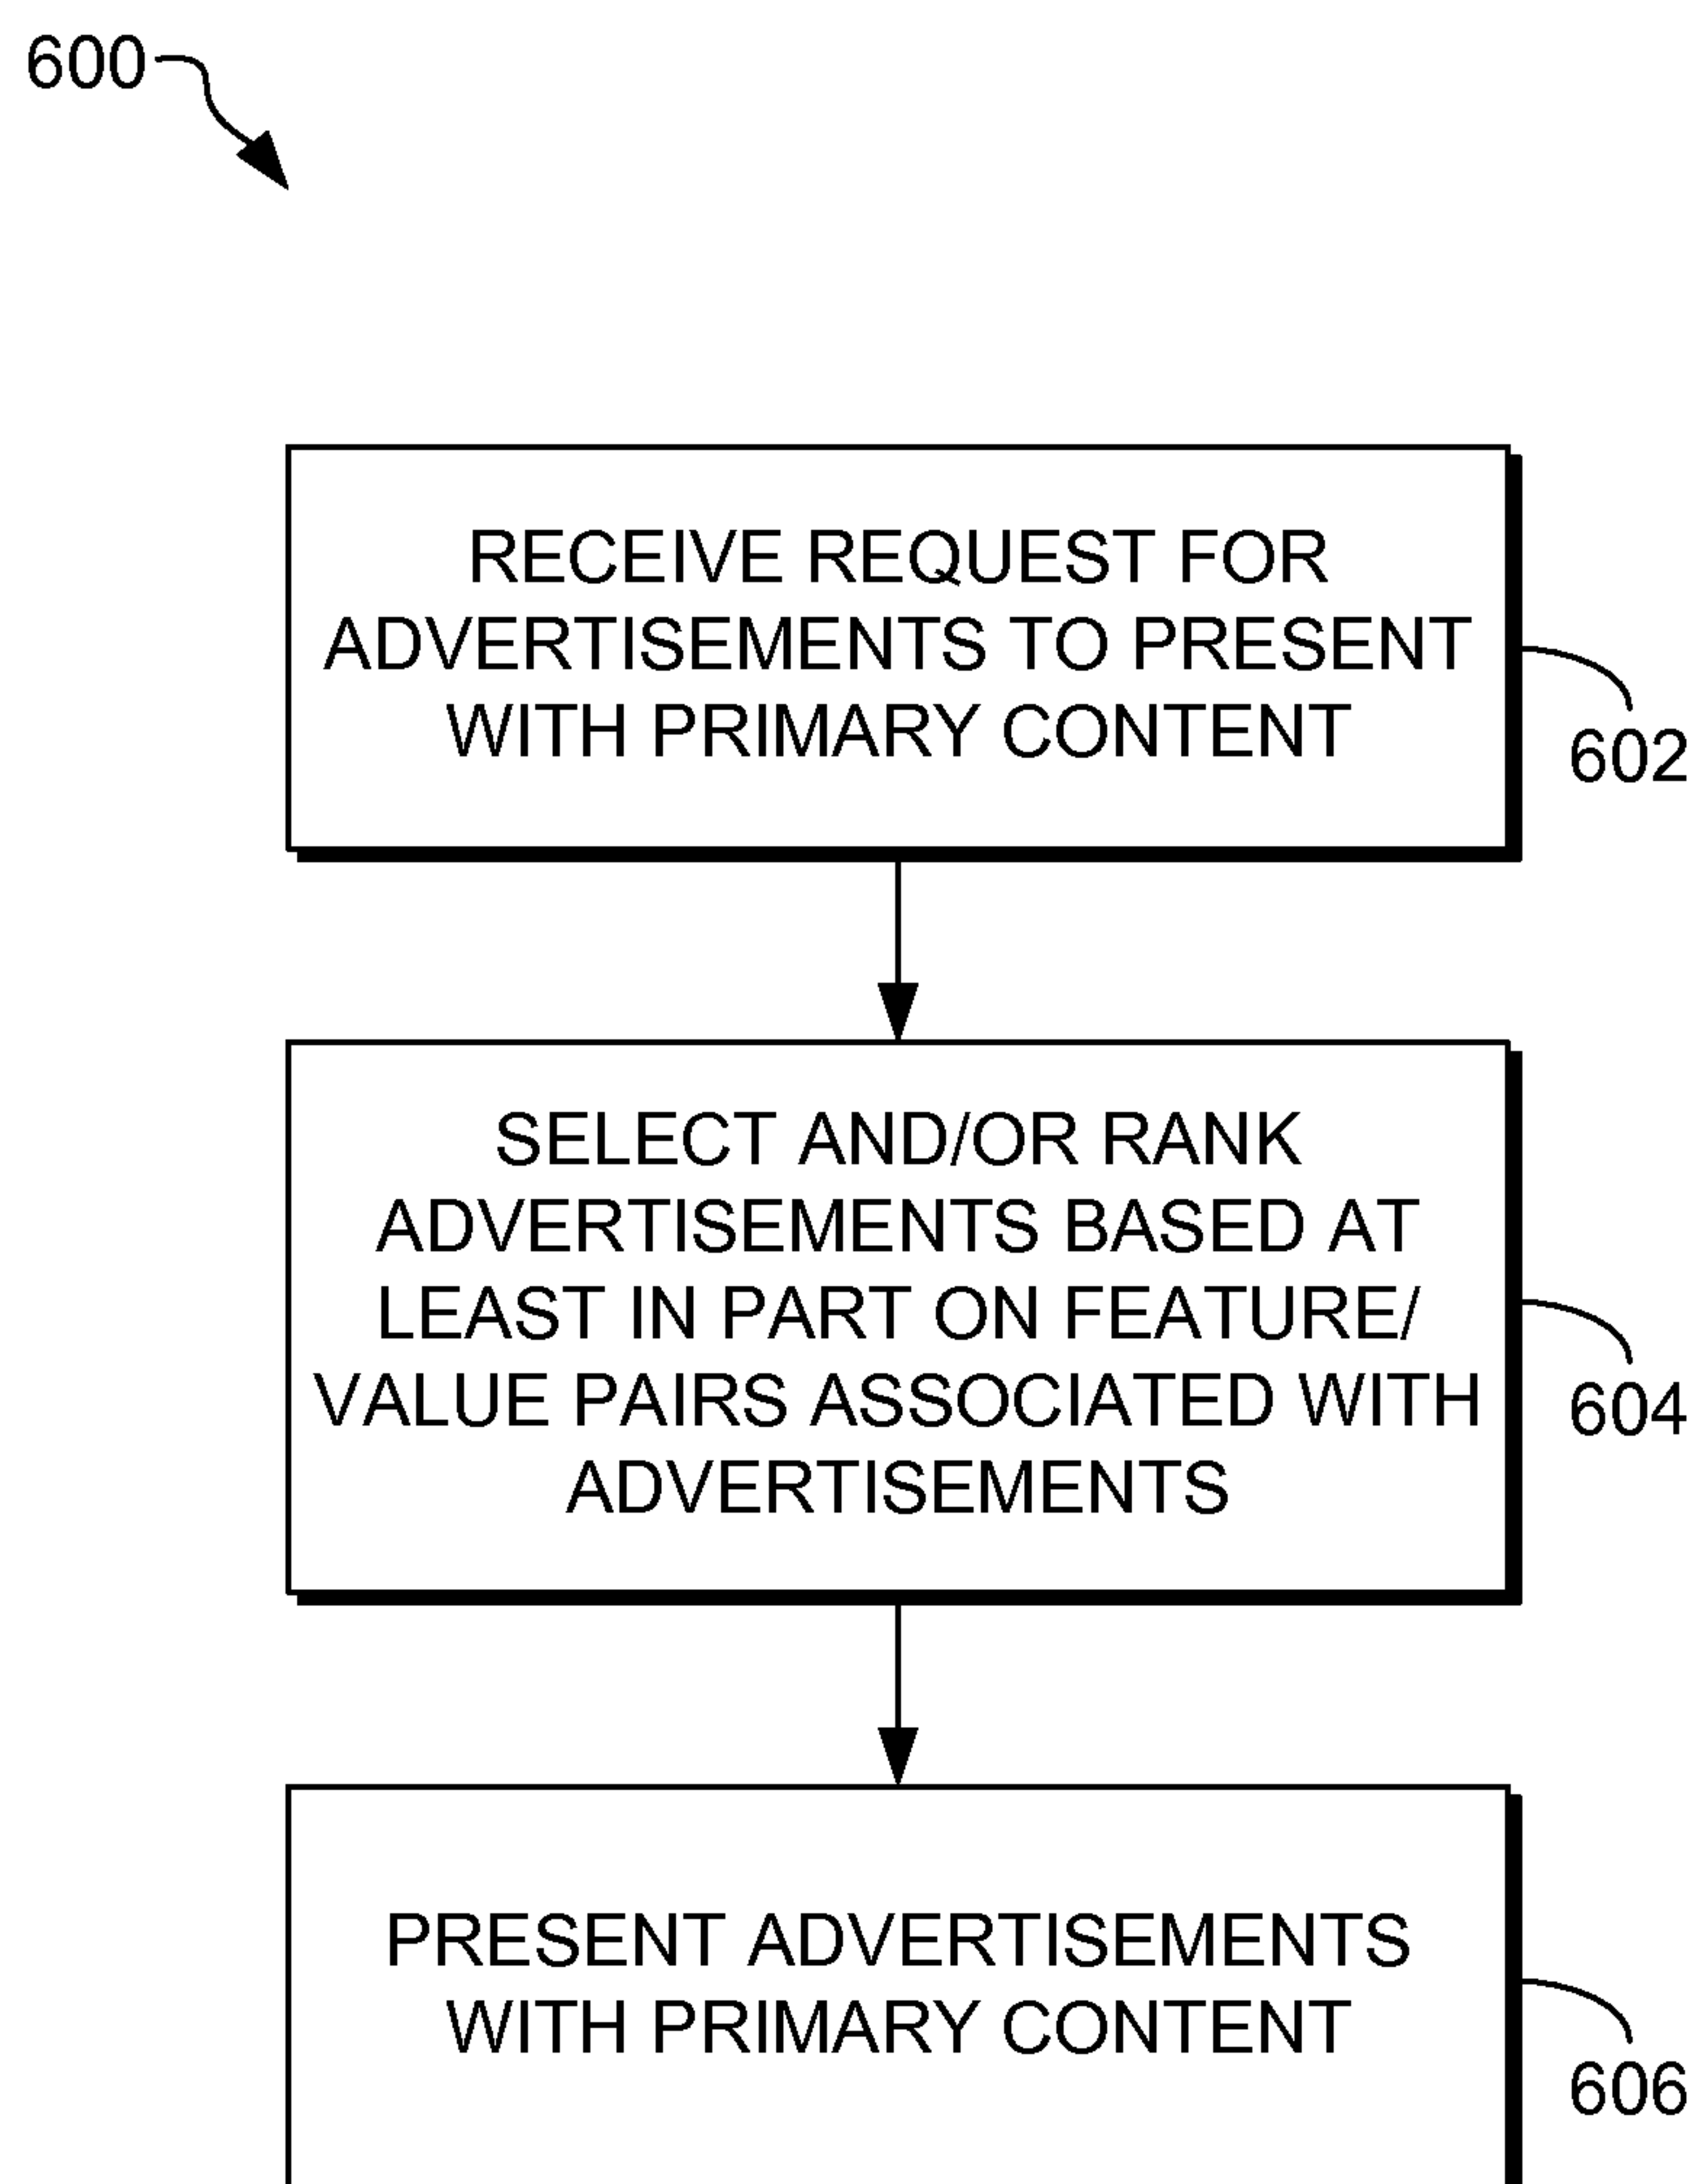 600
RECEIVE REQUEST FOR
ADVERTISEMENTS TO PRESENT
WITH PRIMARY CONTENT
602
SELECT AND/OR RANK
ADVERTISEMENTS BASED AT
LEAST IN PART ON FEATURE/
VALUE PAIRS ASSOCIATED WITH
ADVERTISEMENTS
604
PRESENT ADVERTISEMENTS
WITH PRIMARY CONTENT
606